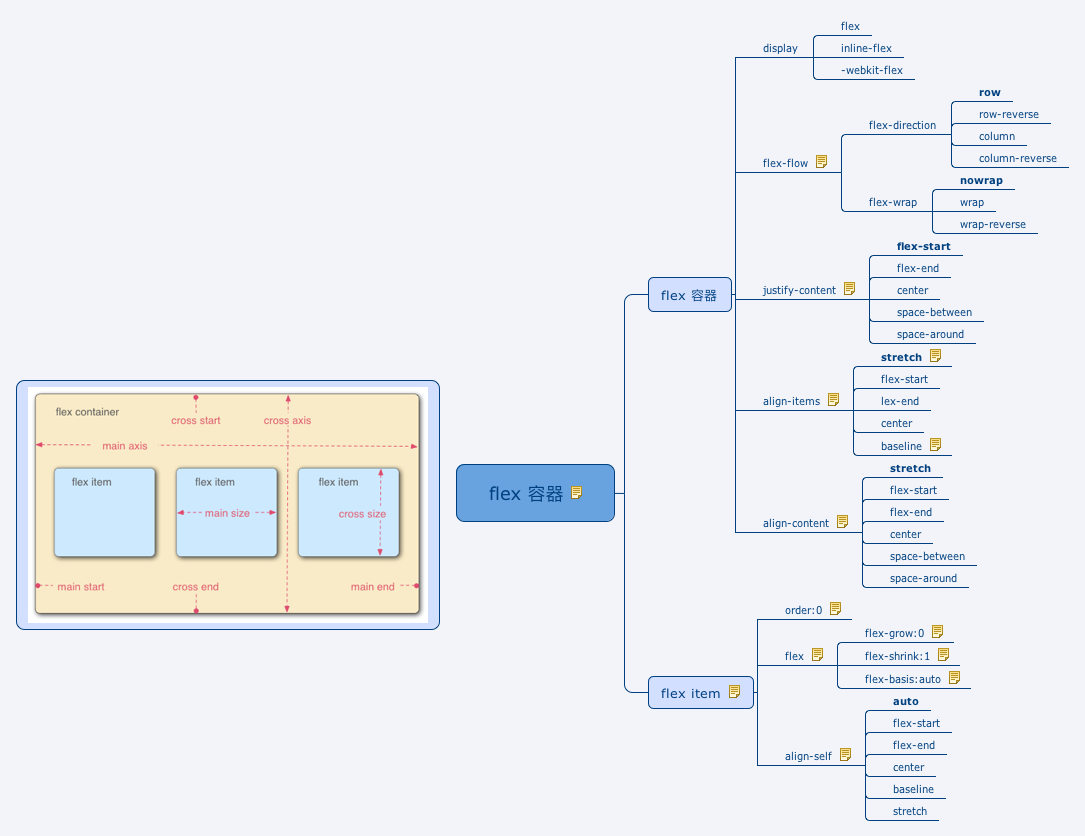 flex container
cross start
cross axis
main axis
flex item
flex item
flex item
main size
cross size
main start
cross end
main end
flex 容器
flex 容器
display
flex
inline-flex
-webkit-flex
flex-flow
flex-direction
row
row-reverse
column
column-reverse
flex-wrap
nowrap
wrap
wrap-reverse
justify-content
flex-start
flex-end
center
space-between
space-around
align-items
stretch
flex-start
lex-end
center
baseline
align-content
stretch
flex-start
flex-end
center
space-between
space-around
flex item
order:0
flex
flex-grow:0
flex-shrink:1
flex-basis:auto
align-self
auto
flex-start
flex-end
center
baseline
stretch